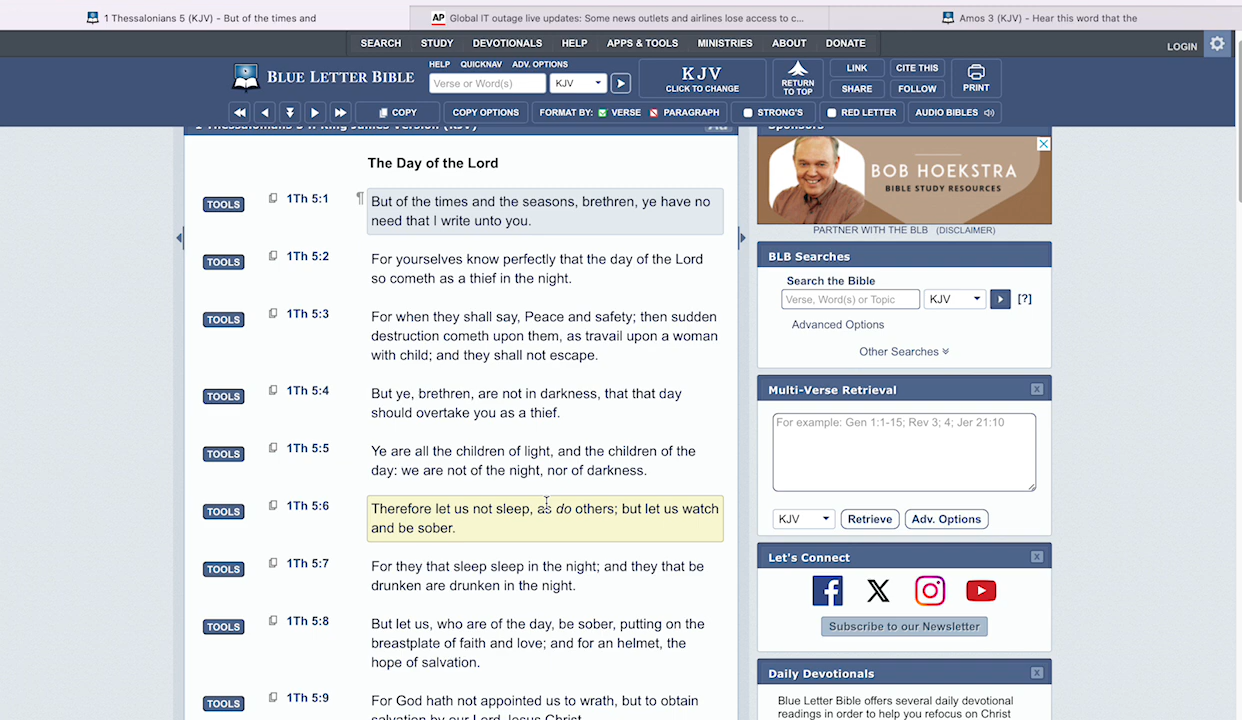 1 Thessalonians 5 (KJV) - But of the times and
Global IT outage live updates: Some news outlets and airlines lose access to c...
Amos 3 (KJV) - Hear this word that the
SEARCH STUDY DEVOTIONALS HELP APPS & TOOLS MINISTRIES ABOUT DONATE
LOGIN
BLUE LETTER BIBLE
HELP QUICKNAV ADV. OPTIONS
Verse or Word(s) KJV
KJV
CLICK TO CHANGE
RETURN
TO TOP
LINK CITE THIS
SHARE FOLLOW
PRINT
COPY COPY OPTIONS FORMAT BY: VERSE PARAGRAPH STRONG'S RED LETTER AUDIO BIBLES
The Day of the Lord
TOOLS 1Th 5:1 ¶ But of the times and the seasons, brethren, ye have no
need that I write unto you.
TOOLS 1Th 5:2 For yourselves know perfectly that the day of the Lord
so cometh as a thief in the night.
TOOLS 1Th 5:3 For when they shall say, Peace and safety; then sudden
destruction cometh upon them, as travail upon a woman
with child; and they shall not escape.
TOOLS 1Th 5:4 But ye, brethren, are not in darkness, that that day
should overtake you as a thief.
TOOLS 1Th 5:5 Ye are all the children of light, and the children of the
day: we are not of the night, nor of darkness.
TOOLS 1Th 5:6 Therefore let us not sleep, as do others; but let us watch
and be sober.
TOOLS 1Th 5:7 For they that sleep sleep in the night; and they that be
drunken are drunken in the night.
TOOLS 1Th 5:8 But let us, who are of the day, be sober, putting on the
breastplate of faith and love; and for an helmet, the
hope of salvation.
TOOLS 1Th 5:9 For God hath not appointed us to wrath, but to obtain
salvation by our Lord Jesus Christ
Sponsors
BOB HOEKSTRA
BIBLE STUDY RESOURCES
PARTNER WITH THE BLB (DISCLAIMER)
BLB Searches
Search the Bible
Verse, Word(s) or Topic KJV [?]
Advanced Options
Other Searches
Multi-Verse Retrieval
For example: Gen 1:1-15; Rev 3; 4; Jer 21:10
KJV Retrieve Adv. Options
Let's Connect
Subscribe to our Newsletter
Daily Devotionals
Blue Letter Bible offers several daily devotional
readings in order to help you refocus on Christ